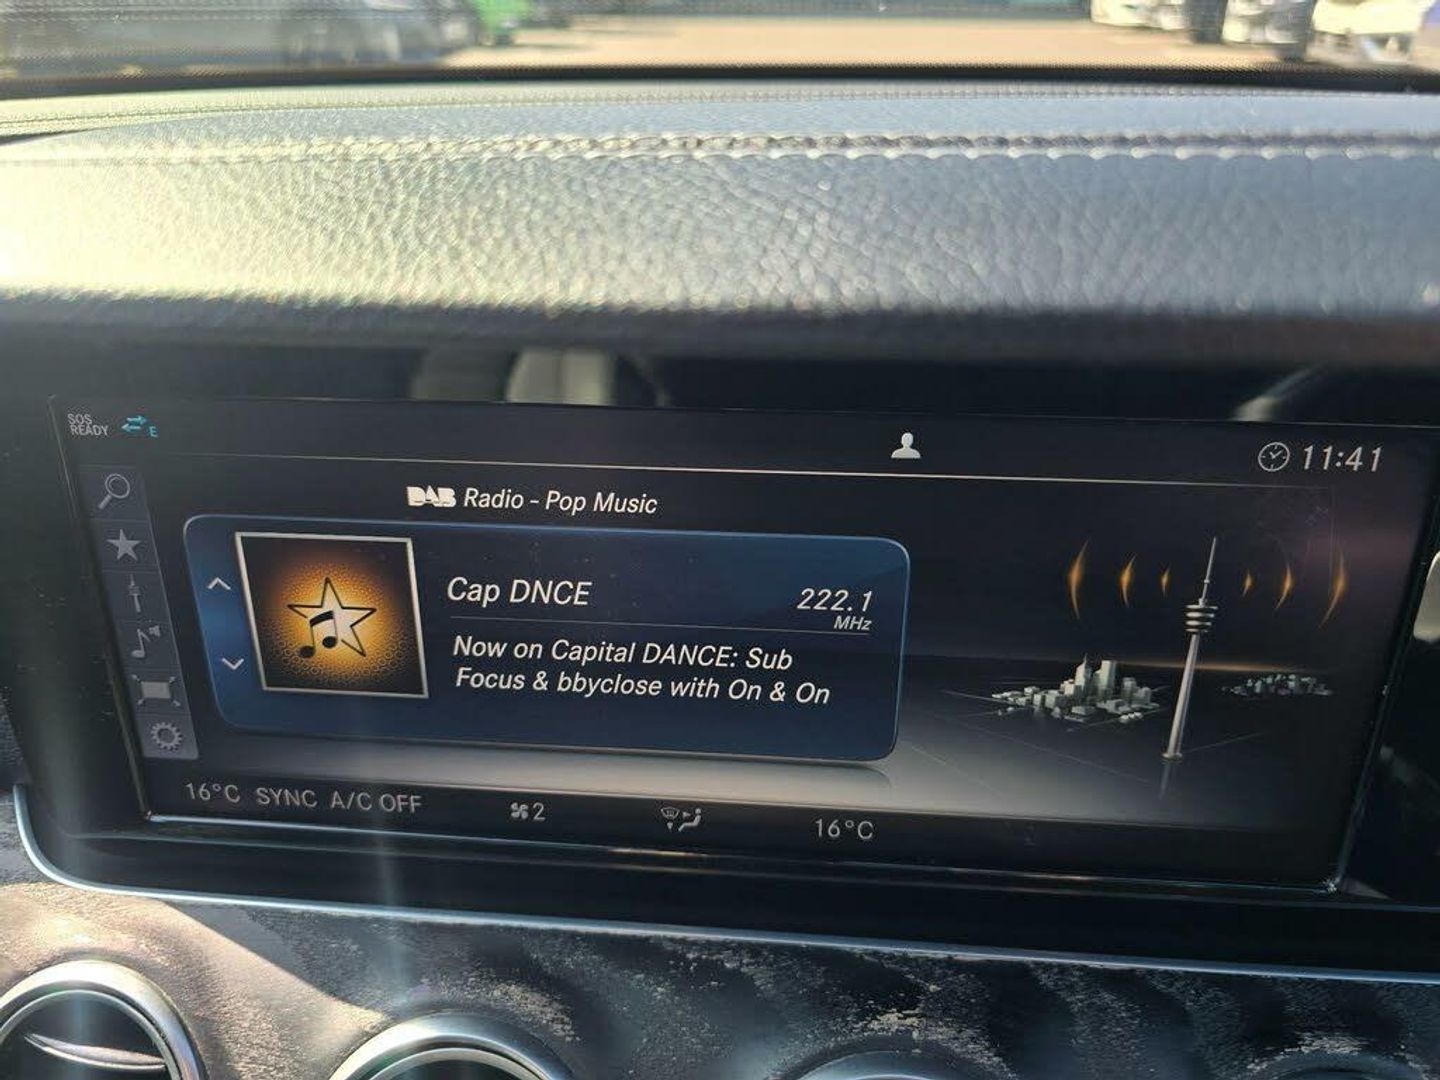 SOS
READY
E
11:41
DAB Radio - Pop Music
Cap DNCE
222.1
MHz
Now on Capital DANCE: Sub
Focus & bbyclose with On & On
16°C SYNC A/C OFF
2
16°C